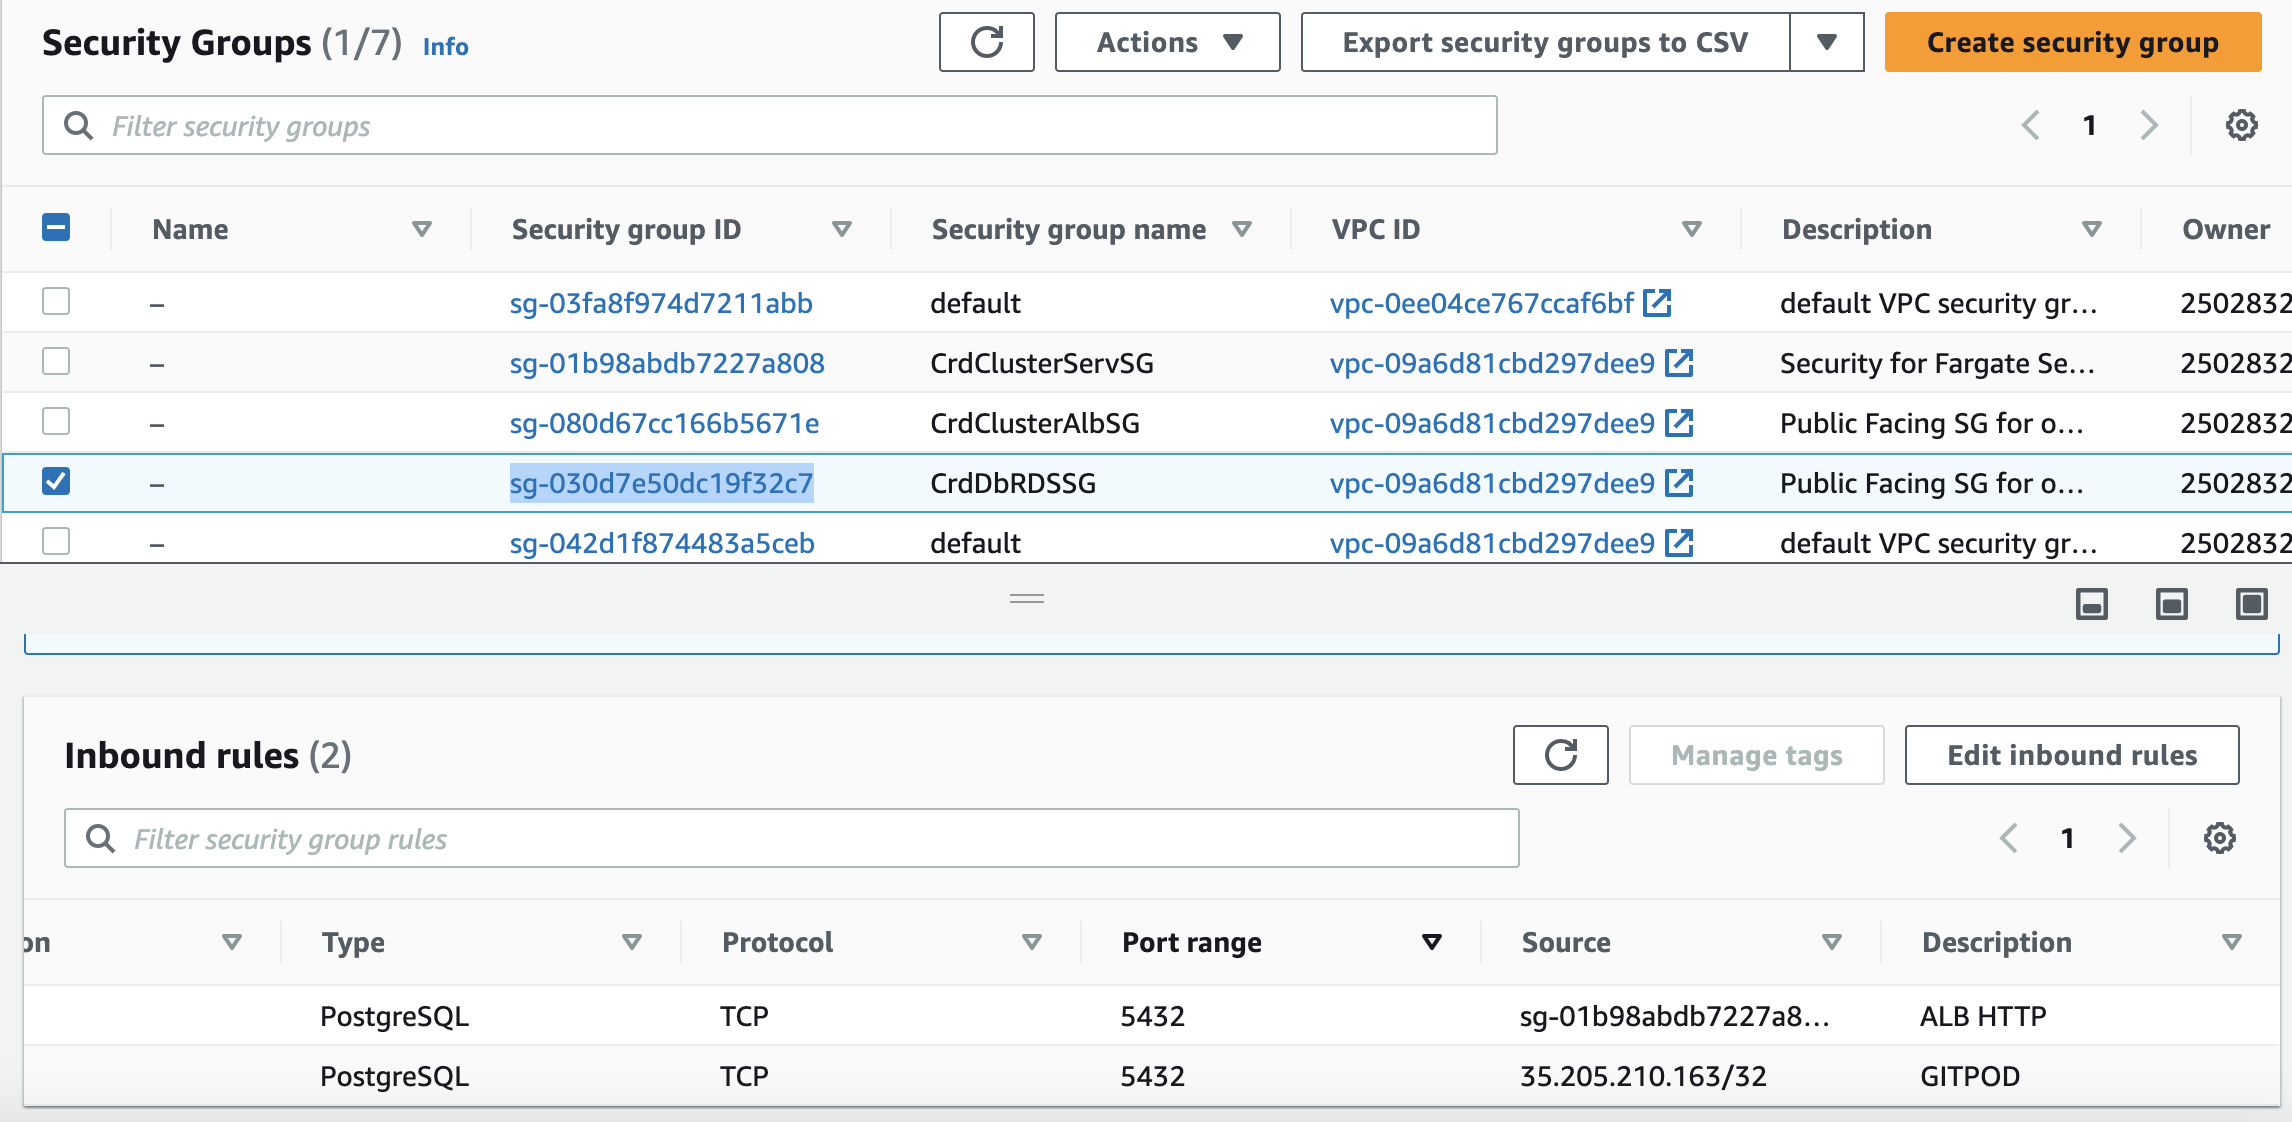 Security Groups (1/7) Info
Actions
Export security groups to CSV
Create security group
Filter security groups
1
Name Security group ID Security group name VPC ID Description Owner
– sg-03fa8f974d7211abb default vpc-0ee04ce767ccaf6bf default VPC security gr... 2502832
– sg-01b98abdb7227a808 CrdClusterServSG vpc-09a6d81cbd297dee9 Security for Fargate Se... 2502832
– sg-080d67cc166b5671e CrdClusterAlbSG vpc-09a6d81cbd297dee9 Public Facing SG for o... 2502832
– sg-030d7e50dc19f32c7 CrdDbRDSSG vpc-09a6d81cbd297dee9 Public Facing SG for o... 2502832
– sg-042d1f874483a5ceb default vpc-09a6d81cbd297dee9 default VPC security gr... 2502832
Inbound rules (2)
Manage tags
Edit inbound rules
Filter security group rules
1
on Type Protocol Port range Source Description
PostgreSQL TCP 5432 sg-01b98abdb7227a8... ALB HTTP
PostgreSQL TCP 5432 35.205.210.163/32 GITPOD